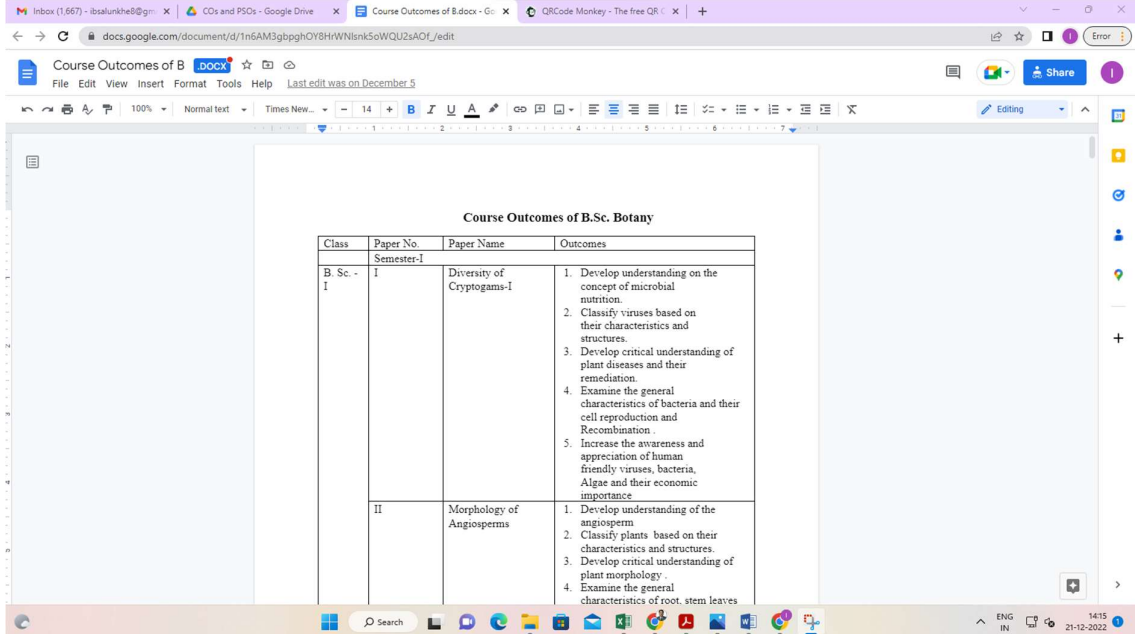 Inbox (1,667) - ibsalunkhe8@gm
COs and PSOs - Google Drive
Course Outcomes of B.docx - Go
QRCode Monkey - The free QR C
docs.google.com/document/d/1n6AM3gbpghOY8HrWNlsnk5oWQU2sAOf_/edit
Error
Course Outcomes of B .DOCX
Share
I
File Edit View Insert Format Tools Help Last edit was on December 5
100% Normal text Times New... - 14 + B I U A Editing
1 2 3 4 5 6 7
Course Outcomes of B.Sc. Botany
Class Paper No. Paper Name Outcomes
Semester-I
B. Sc. - I Diversity of 1. Develop understanding on the
I Cryptogams-I concept of microbial
nutrition.
2. Classify viruses based on
their characteristics and
structures.
3. Develop critical understanding of
plant diseases and their
remediation.
4. Examine the general
characteristics of bacteria and their
cell reproduction and
Recombination .
5. Increase the awareness and
appreciation of human
friendly viruses, bacteria,
Algae and their economic
importance
II Morphology of 1. Develop understanding of the
Angiosperms angiosperm
2. Classify plants based on their
characteristics and structures.
3. Develop critical understanding of
plant morphology .
4. Examine the general
characteristics of root, stem leaves
Search
ENG 14:15
IN 21-12-2022 1